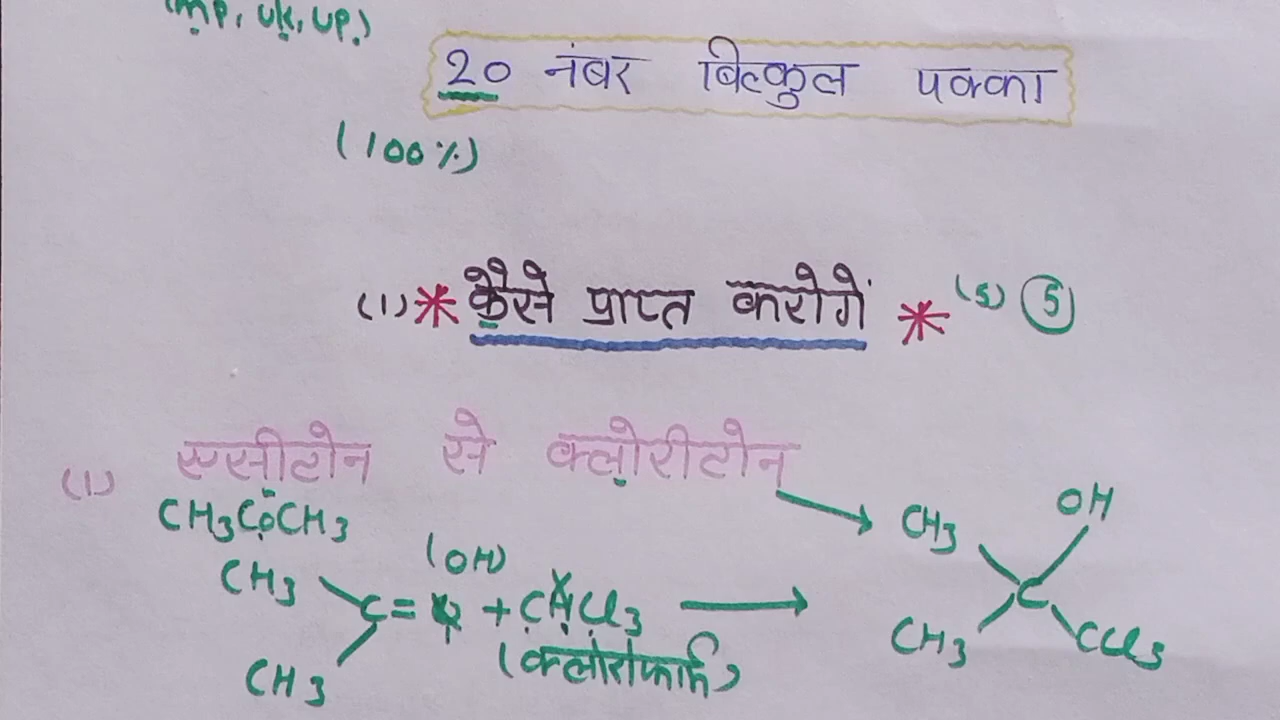 (MP, UK, UP)
20 नंबर बिल्कुल पक्का
(100%)
(1) * कैसे प्राप्त करोगें * (5) 5
(1) एसीटोन से क्लोरीटोन
CH3COCH3
CH3 C = + CHCl3 CH3
(OH)
(क्लोरोफार्म)
CH3 OH C CH3 CCl3